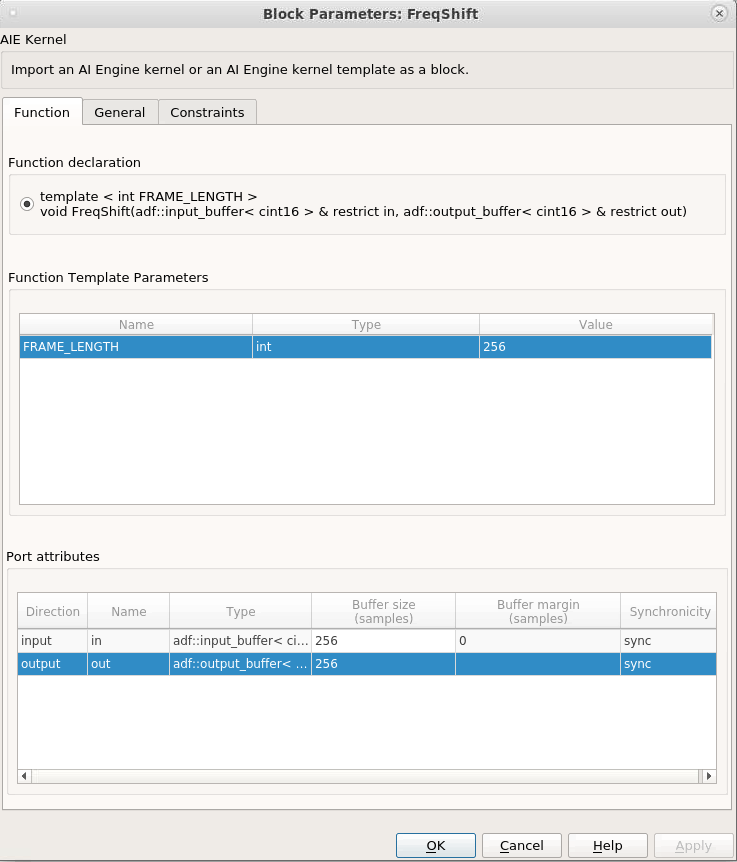 Block Parameters: FreqShift
AIE Kernel
Import an AI Engine kernel or an AI Engine kernel template as a block.
Function General Constraints
Function declaration
template < int FRAME_LENGTH >
void FreqShift(adf::input_buffer< cint16 > & restrict in, adf::output_buffer< cint16 > & restrict out)
Function Template Parameters
Name Type Value
FRAME_LENGTH int 256
Port attributes
Direction Name Type Buffer size (samples) Buffer margin (samples) Synchronicity
input in adf::input_buffer< ci... 256 0 sync
output out adf::output_buffer< ... 256 sync
OK Cancel Help Apply